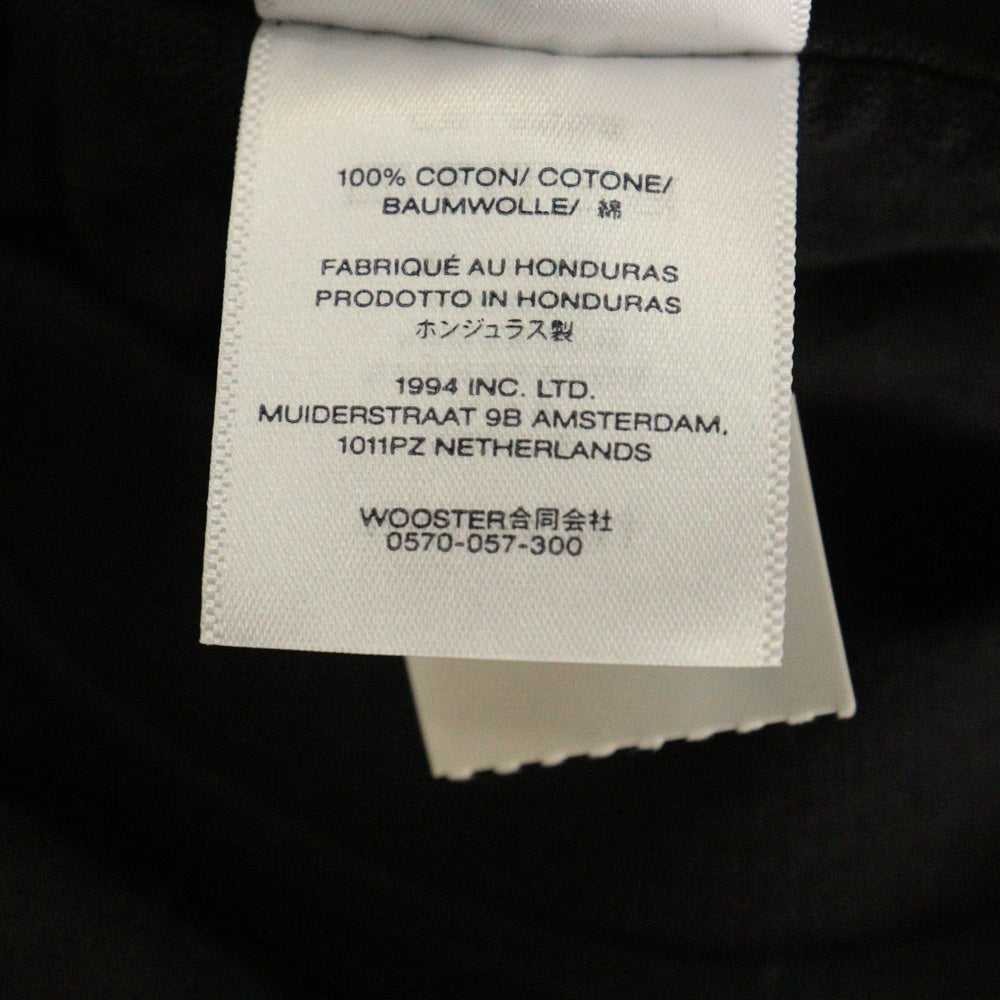 100% COTON/ COTONE/
BAUMWOLLE/ 綿
FABRIQUÉ AU HONDURAS
PRODOTTO IN HONDURAS
ホンジュラス製
1994 INC. LTD.
MUIDERSTRAAT 9B AMSTERDAM,
1011PZ NETHERLANDS
WOOSTER合同会社
0570-057-300